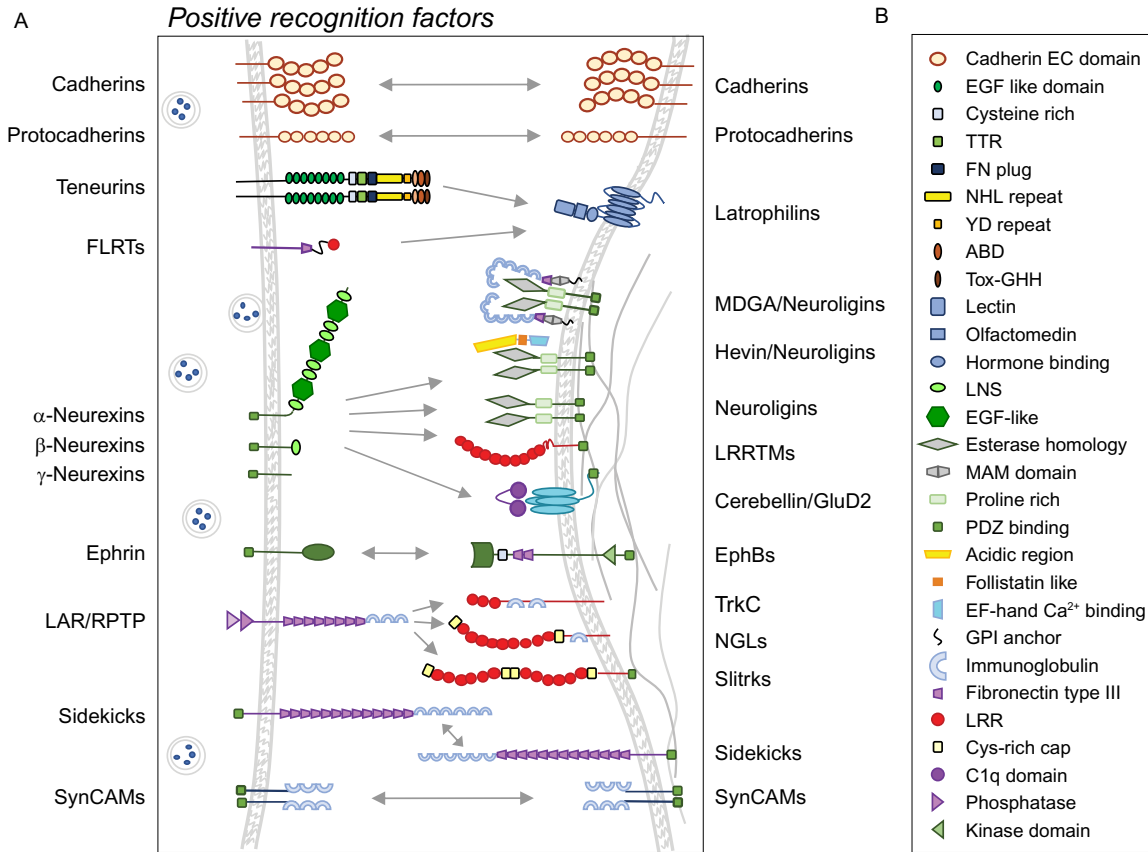 A
Positive recognition factors
B
Cadherins
Protocadherins
Teneurins
FLRTs
α-Neurexins
β-Neurexins
γ-Neurexins
Ephrin
LAR/RPTP
Sidekicks
SynCAMs
Cadherins
Protocadherins
Latrophilins
MDGA/Neuroligins
Hevin/Neuroligins
Neuroligins
LRRTMs
Cerebellin/GluD2
EphBs
TrkC
NGLs
Slitrks
Sidekicks
SynCAMs
Cadherin EC domain
EGF like domain
Cysteine rich
TTR
FN plug
NHL repeat
YD repeat
ABD
Tox-GHH
Lectin
Olfactomedin
Hormone binding
LNS
EGF-like
Esterase homology
MAM domain
Proline rich
PDZ binding
Acidic region
Follistatin like
EF-hand Ca²⁺ binding
GPI anchor
Immunoglobulin
Fibronectin type III
LRR
Cys-rich cap
C1q domain
Phosphatase
Kinase domain